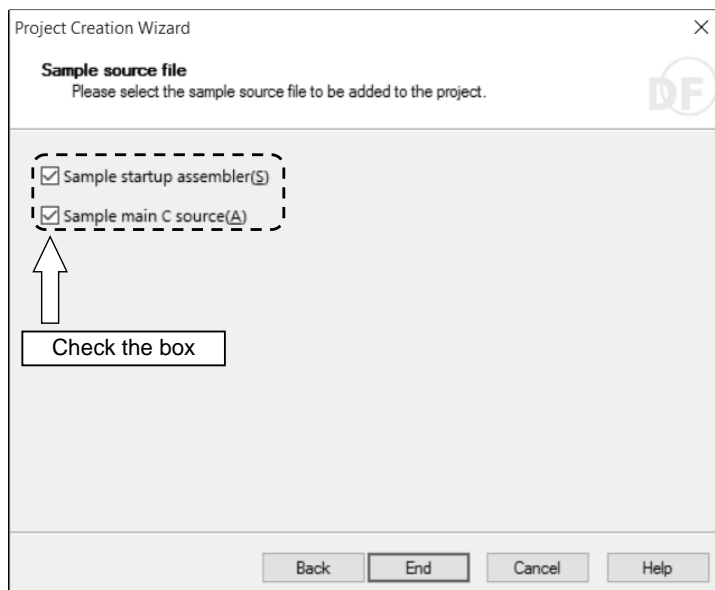 Project Creation Wizard
Sample source file
Please select the sample source file to be added to the project.
DF
Sample startup assembler(S)
Sample main C source(A)
Check the box
Back End Cancel Help